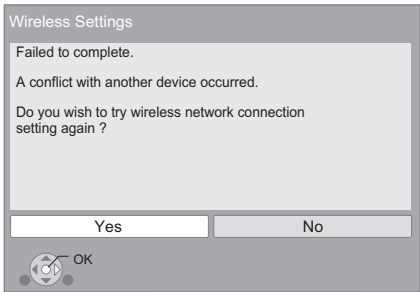 Wireless Settings
Failed to complete.
A conflict with another device occurred.
Do you wish to try wireless network connection
setting again ?
Yes
No
OK